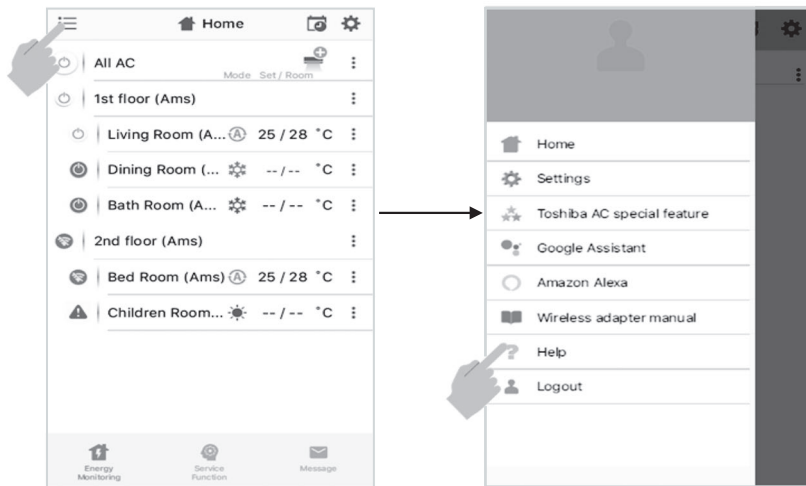 Home
All AC
Mode Set / Room
1st floor (Ams)
Living Room (A... A 25 / 28 °C
Dining Room (... -- / -- °C
Bath Room (A... -- / -- °C
2nd floor (Ams)
Bed Room (Ams) A 25 / 28 °C
Children Room... -- / -- °C
Energy Monitoring
Service Function
Message
Home
Settings
Toshiba AC special feature
Google Assistant
Amazon Alexa
Wireless adapter manual
Help
Logout